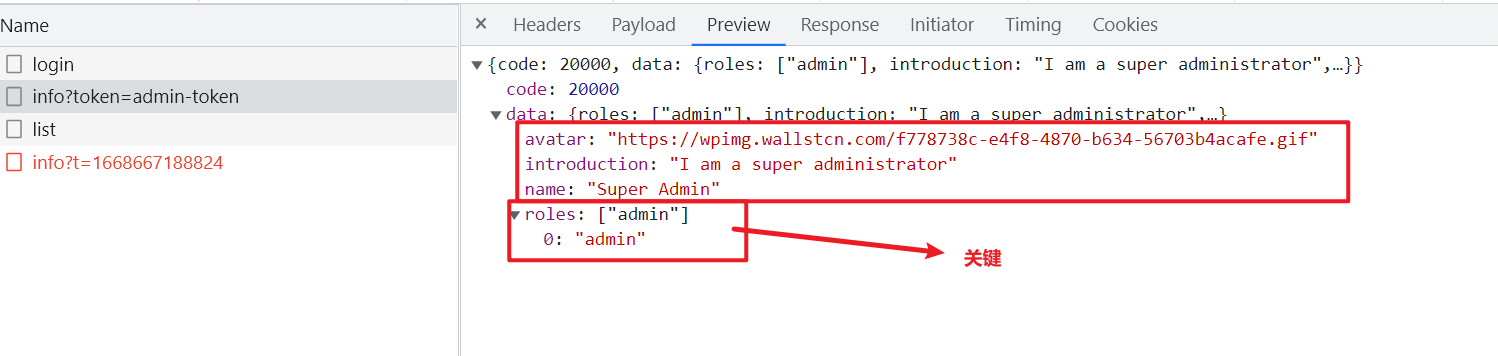 Name
login
info?token=admin-token
list
info?t=1668667188824
× Headers Payload Preview Response Initiator Timing Cookies
▼{code: 20000, data: {roles: ["admin"], introduction: "I am a super administrator",…}}
code: 20000
▼data: {roles: ["admin"], introduction: "I am a super administrator",…}
avatar: "https://wpimg.wallstcn.com/f778738c-e4f8-4870-b634-56703b4acafe.gif"
introduction: "I am a super administrator"
name: "Super Admin"
▼roles: ["admin"]
0: "admin"
关键